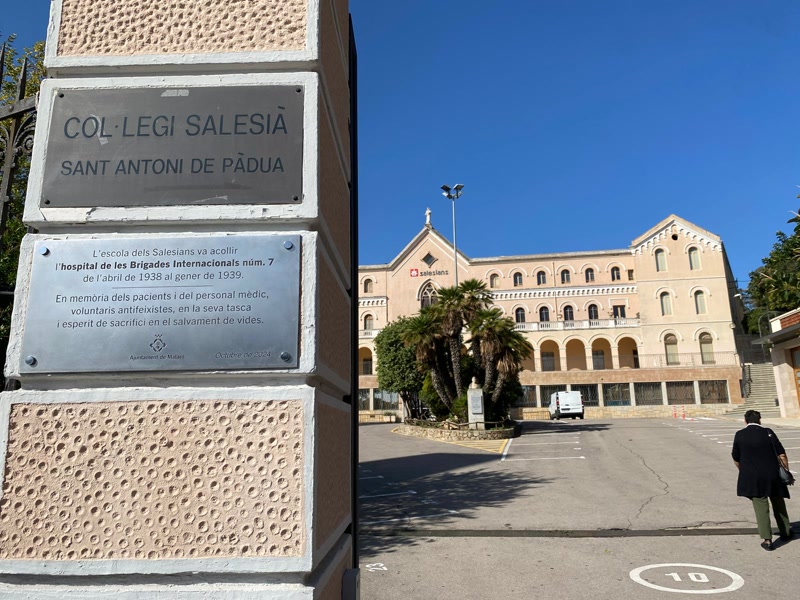 COL·LEGI SALESIÀ
SANT ANTONI DE PÀDUA
L'escola dels Salesians va acollir
l'hospital de les Brigades Internacionals núm. 7
de l'abril de 1938 al gener de 1939.
En memòria dels pacients i del personal mèdic,
voluntaris antifeixistes, en la seva tasca
i esperit de sacrifici en el salvament de vides.
Ajuntament de Mataró
Octubre de 2024
salesians
23
10